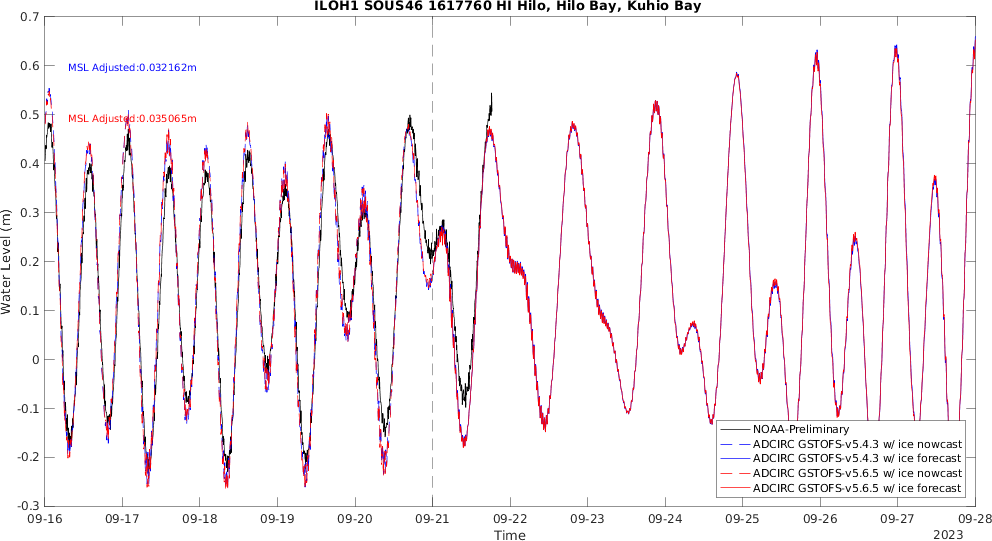 ILOH1 SOUS46 1617760 HI Hilo, Hilo Bay, Kuhio Bay
0.7
0.6
0.5
0.4
0.3
0.2
0.1
0
-0.1
-0.2
-0.3
Water Level (m)
MSL Adjusted:0.032162m
MSL Adjusted:0.035065m
NOAA-Preliminary
ADCIRC GSTOFS-v5.4.3 w/ ice nowcast
ADCIRC GSTOFS-v5.4.3 w/ ice forecast
ADCIRC GSTOFS-v5.6.5 w/ ice nowcast
ADCIRC GSTOFS-v5.6.5 w/ ice forecast
09-16 09-17 09-18 09-19 09-20 09-21 09-22 09-23 09-24 09-25 09-26 09-27 09-28
Time
2023